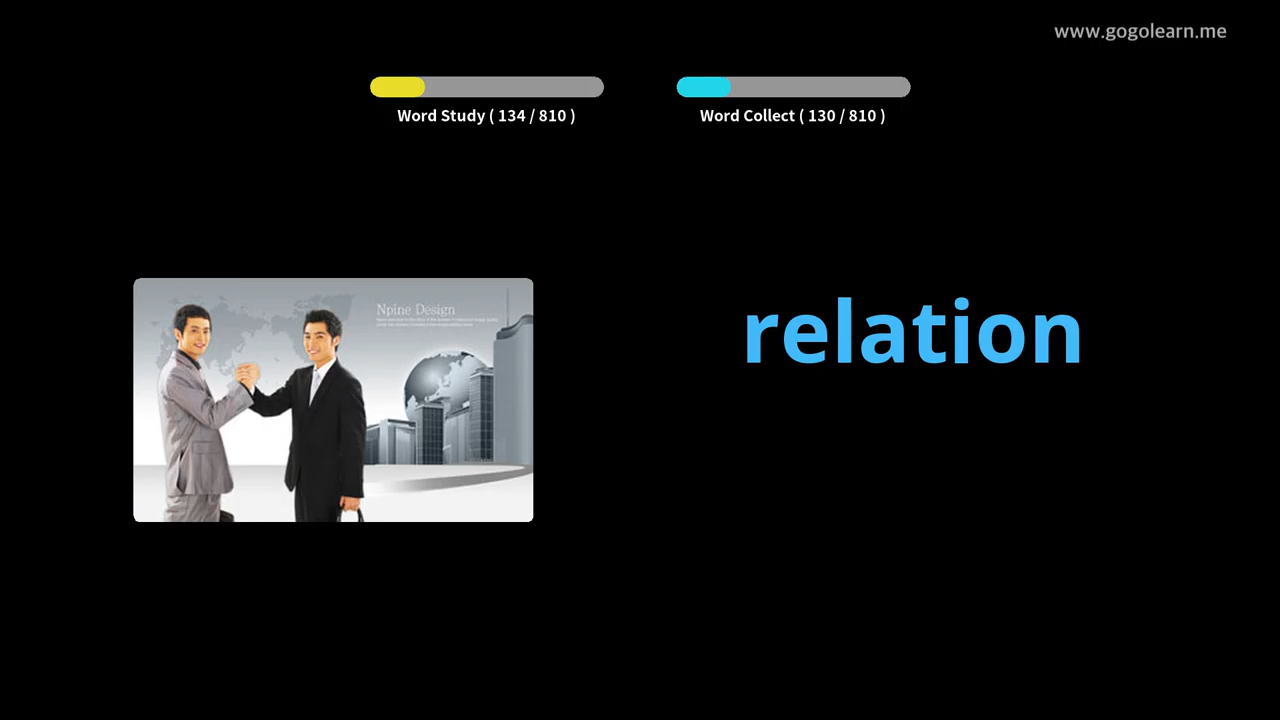 www.gogolearn.me
Word Study ( 134 / 810 )
Word Collect ( 130 / 810 )
Npine Design
relation